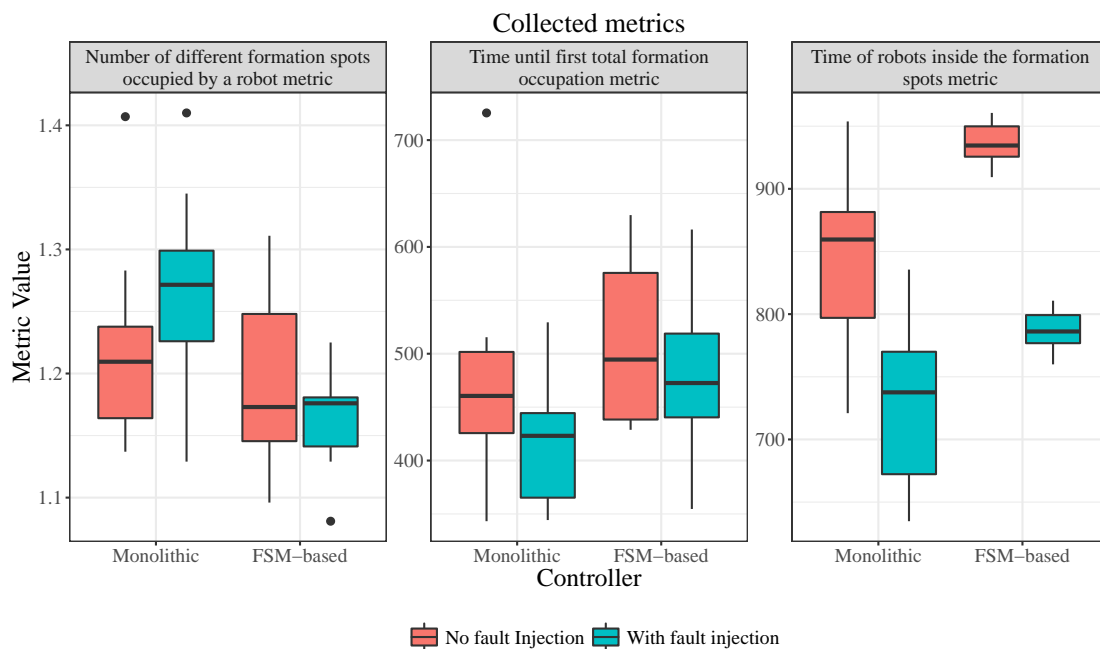 Collected metrics
Number of different formation spots
occupied by a robot metric
Time until first total formation
occupation metric
Time of robots inside the formation
spots metric
Metric Value
1.4
1.3
1.2
1.1
700
600
500
400
900
800
700
Monolithic
FSM−based
Monolithic
FSM−based
Monolithic
FSM−based
Controller
No fault Injection
With fault injection